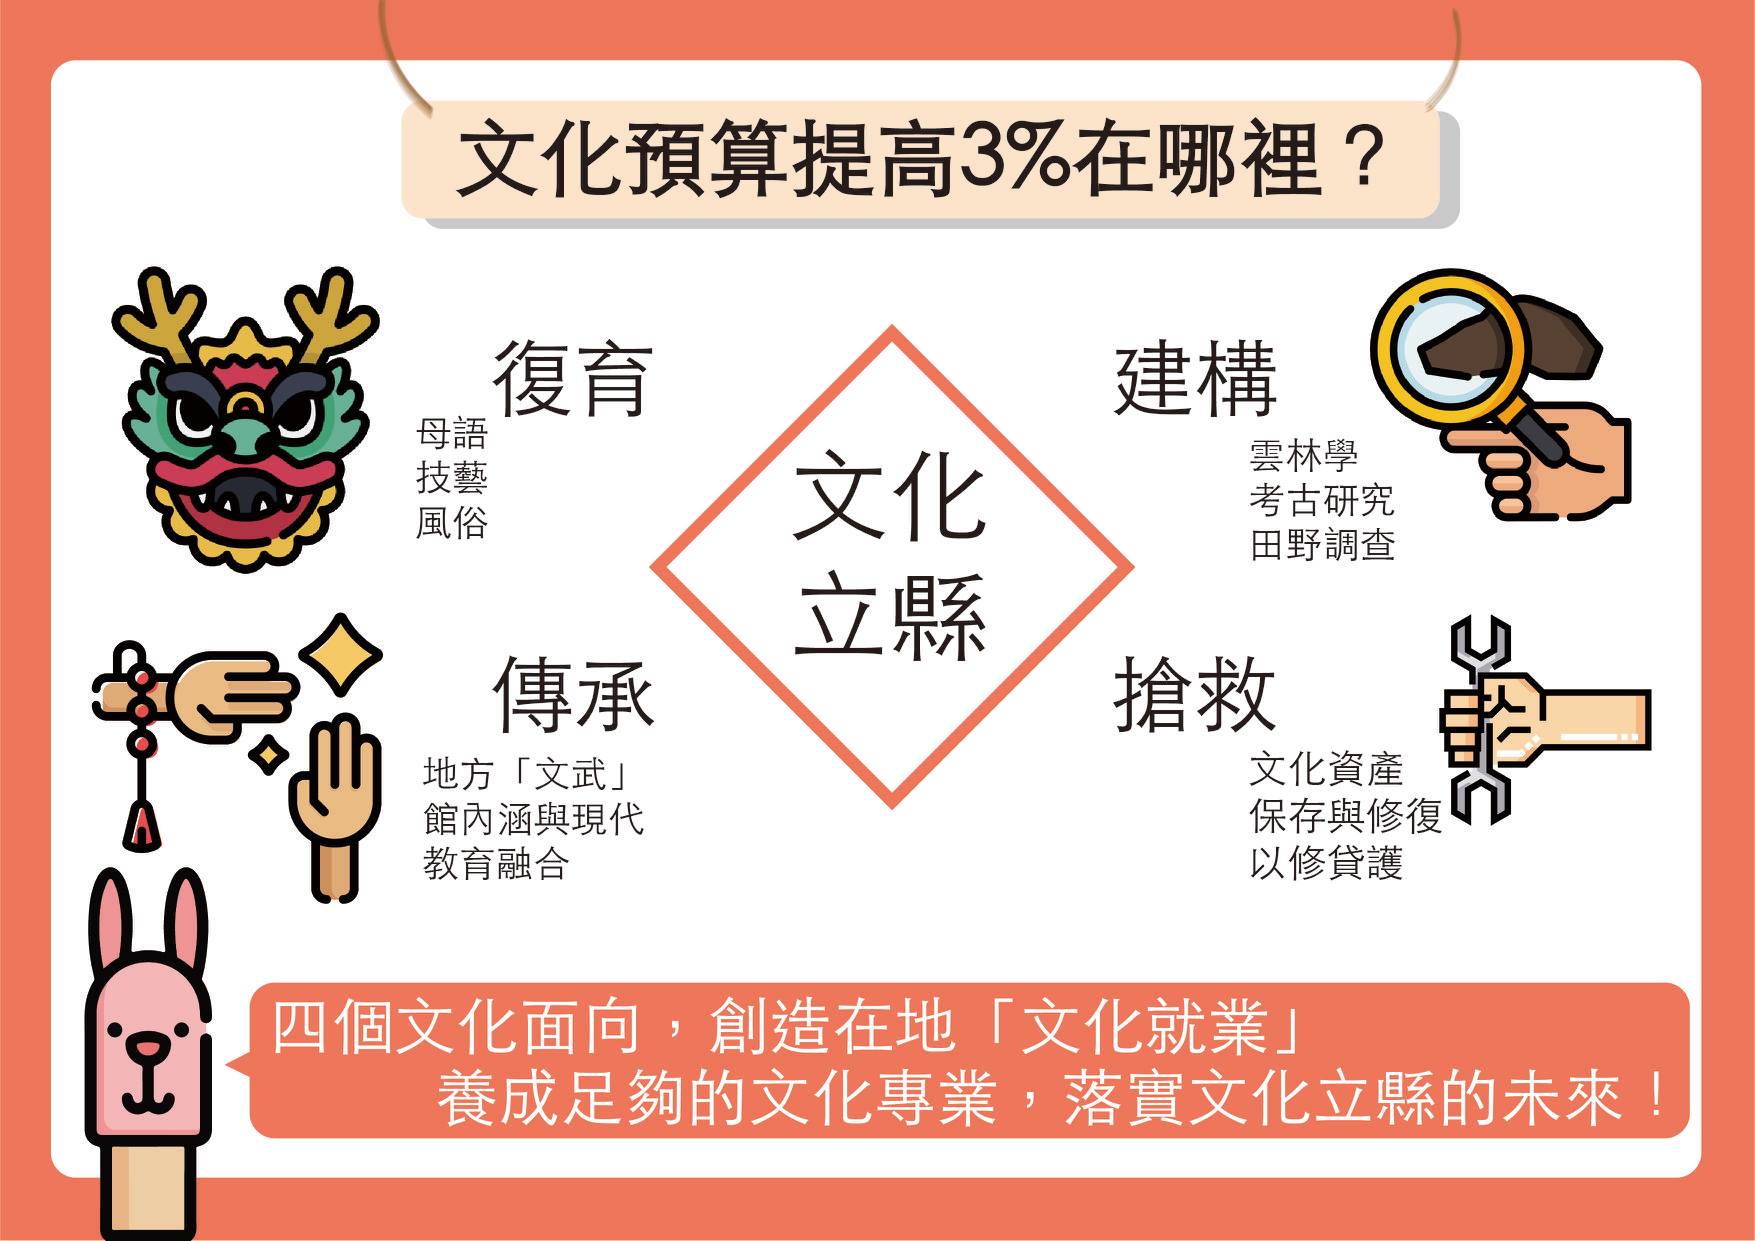 文化預算提高3%在哪裡？
復育
母語
技藝
風俗
建構
雲林學
考古研究
田野調查
文化
立縣
傳承
地方「文武」
館內涵與現代
教育融合
搶救
文化資產
保存與修復
以修貸護
四個文化面向，創造在地「文化就業」
養成足夠的文化專業，落實文化立縣的未來！